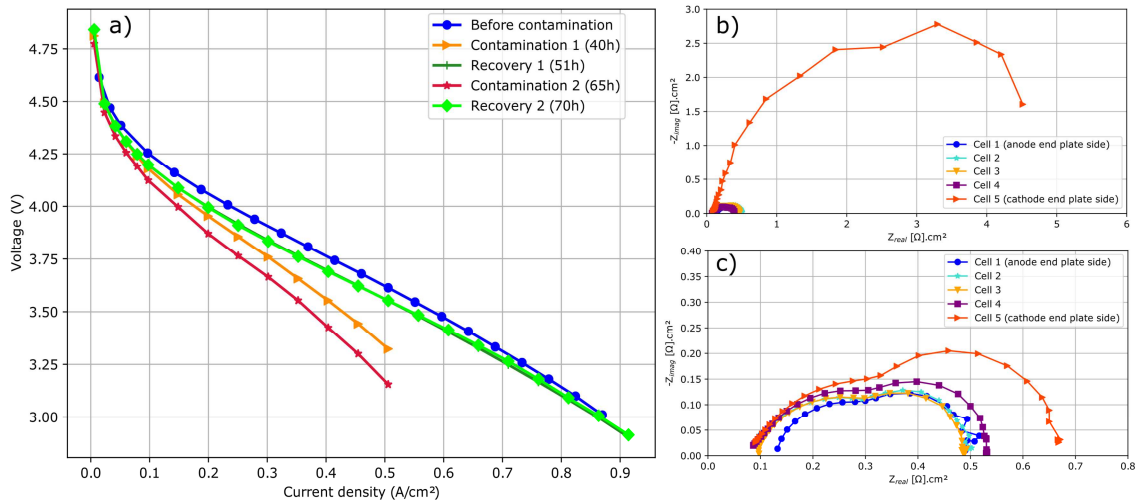 a)
Before contamination
Contamination 1 (40h)
Recovery 1 (51h)
Contamination 2 (65h)
Recovery 2 (70h)
Voltage (V)
4.75
4.50
4.25
4.00
3.75
3.50
3.25
3.00
0.0 0.1 0.2 0.3 0.4 0.5 0.6 0.7 0.8 0.9
Current density (A/cm²)
b)
-Z_imag [Ω].cm²
3.0
2.5
2.0
1.5
1.0
0.5
0.0
Cell 1 (anode end plate side)
Cell 2
Cell 3
Cell 4
Cell 5 (cathode end plate side)
0 1 2 3 4 5 6
Z_real [Ω].cm²
c)
-Z_imag [Ω].cm²
0.40
0.35
0.30
0.25
0.20
0.15
0.10
0.05
0.00
Cell 1 (anode end plate side)
Cell 2
Cell 3
Cell 4
Cell 5 (cathode end plate side)
0.0 0.1 0.2 0.3 0.4 0.5 0.6 0.7 0.8
Z_real [Ω].cm²